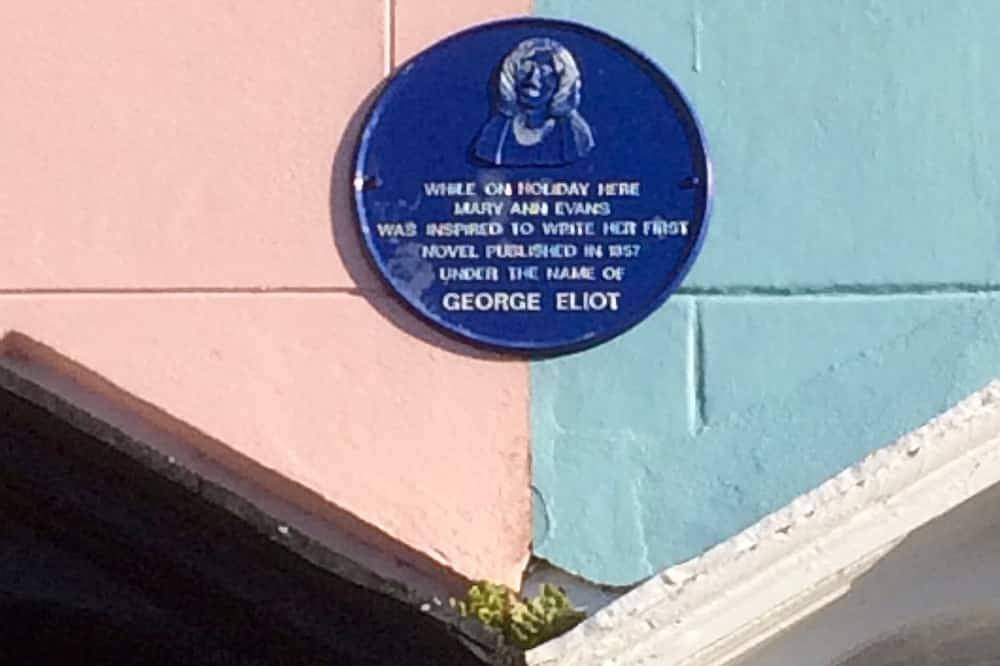 WHILE ON HOLIDAY HERE
MARY ANN EVANS
WAS INSPIRED TO WRITE HER FIRST
NOVEL PUBLISHED IN 1857
UNDER THE NAME OF
GEORGE ELIOT